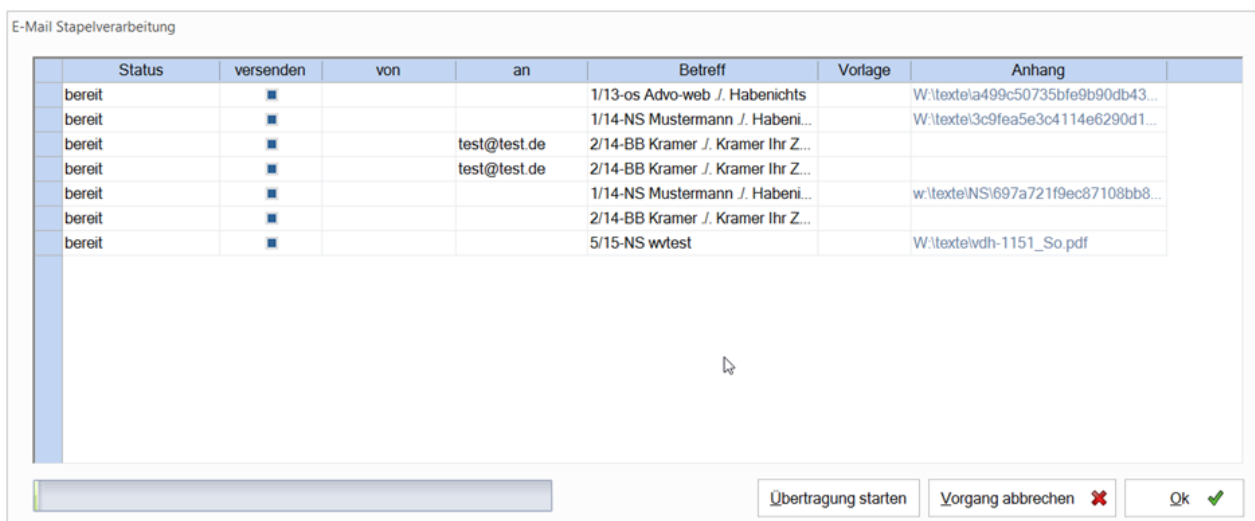 E-Mail Stapelverarbeitung
Status versenden von an Betreff Vorlage Anhang
bereit 1/13-os Advo-web ./. Habenichts W:\texte\a499c50735bfe9b90db43...
bereit 1/14-NS Mustermann ./. Habeni... W:\texte\3c9fea5e3c4114e6290d1...
bereit test@test.de 2/14-BB Kramer ./. Kramer Ihr Z...
bereit test@test.de 2/14-BB Kramer ./. Kramer Ihr Z...
bereit 1/14-NS Mustermann ./. Habeni... w:\texte\NS\697a721f9ec87108bb8...
bereit 2/14-BB Kramer ./. Kramer Ihr Z...
bereit 5/15-NS wvtest W:\texte\vdh-1151_So.pdf
Übertragung starten Vorgang abbrechen Ok